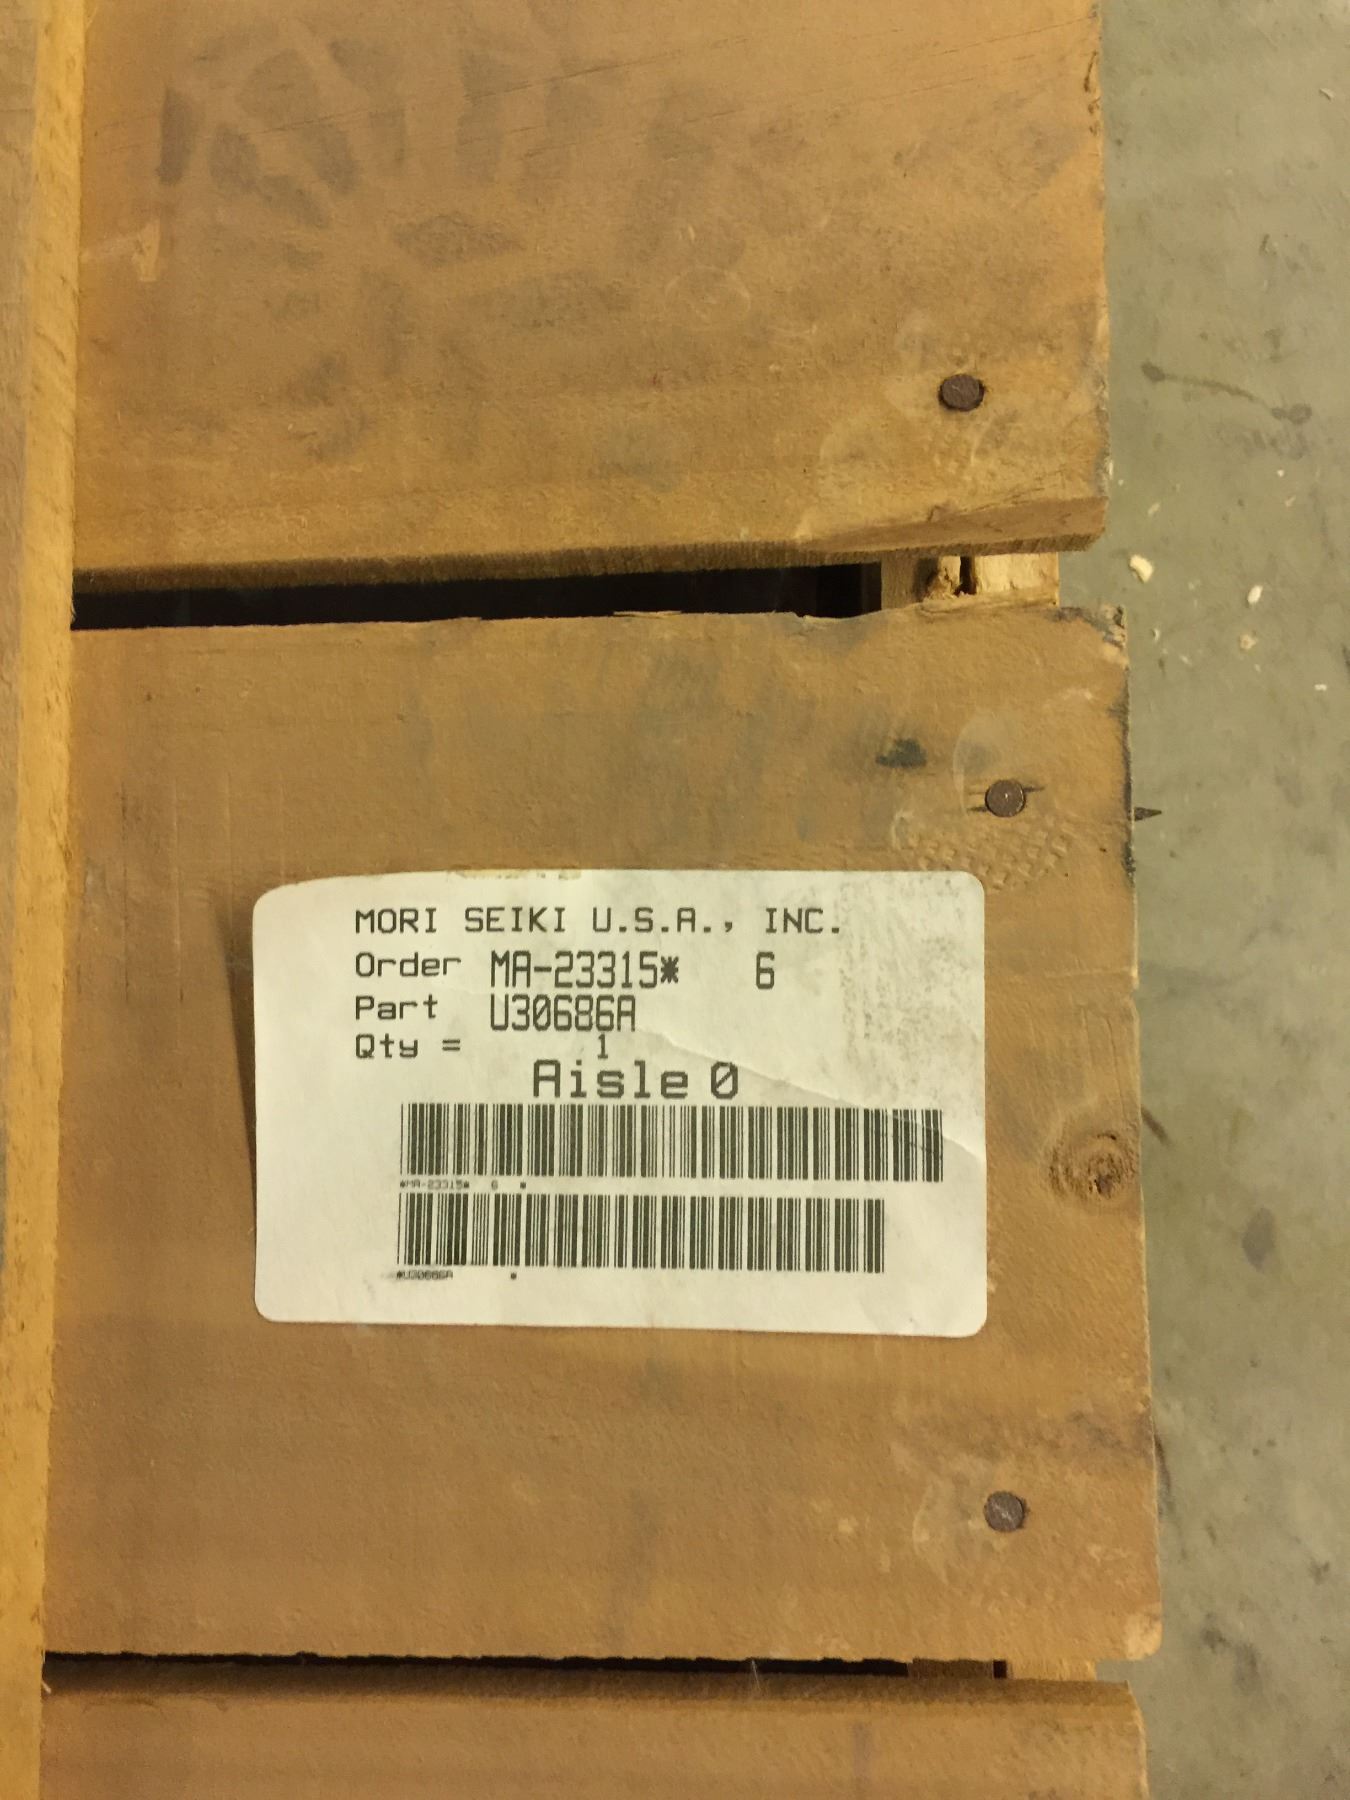 MORI SEIKI U.S.A., INC.
Order MA-23315* 6
Part U30686A
Qty = 1
Aisle 0
*MA-23315* 6 *
*U30686A *